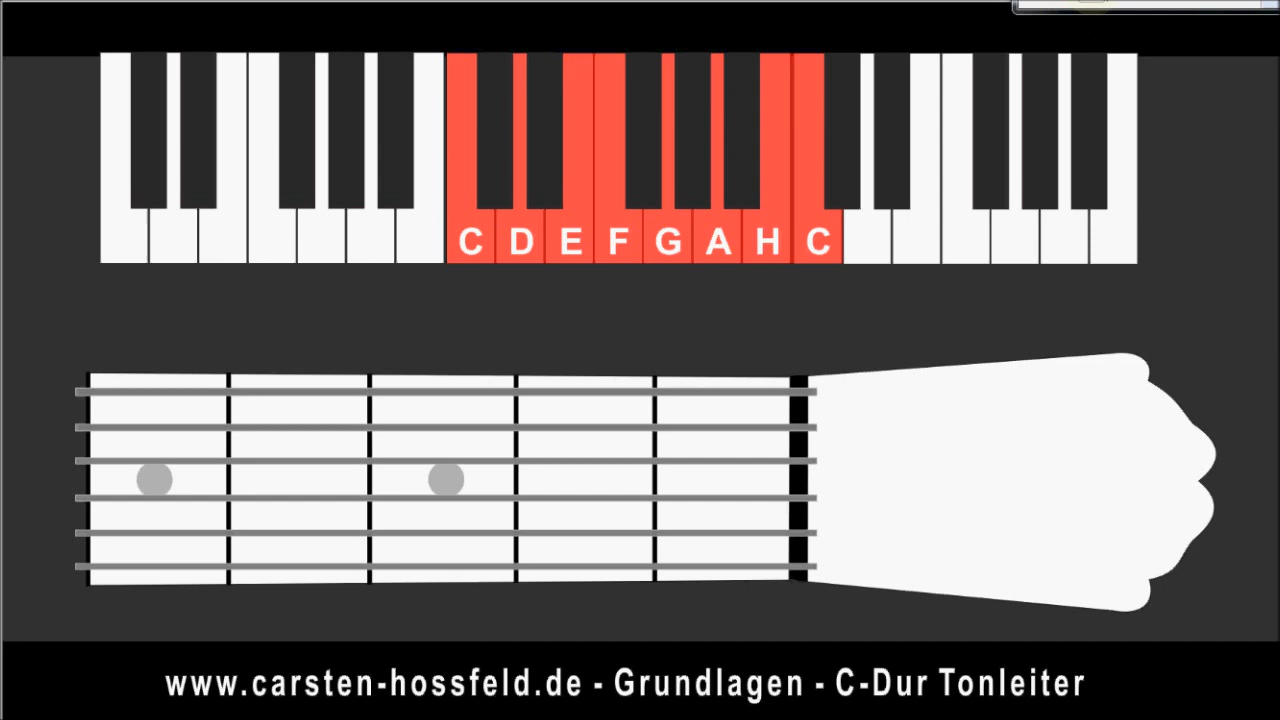 C D E F G A H C
www.carsten-hossfeld.de - Grundlagen - C-Dur Tonleiter